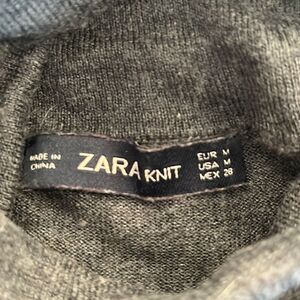 MADE IN
CHINA
ZARA KNIT
EUR M
USA M
MEX 28